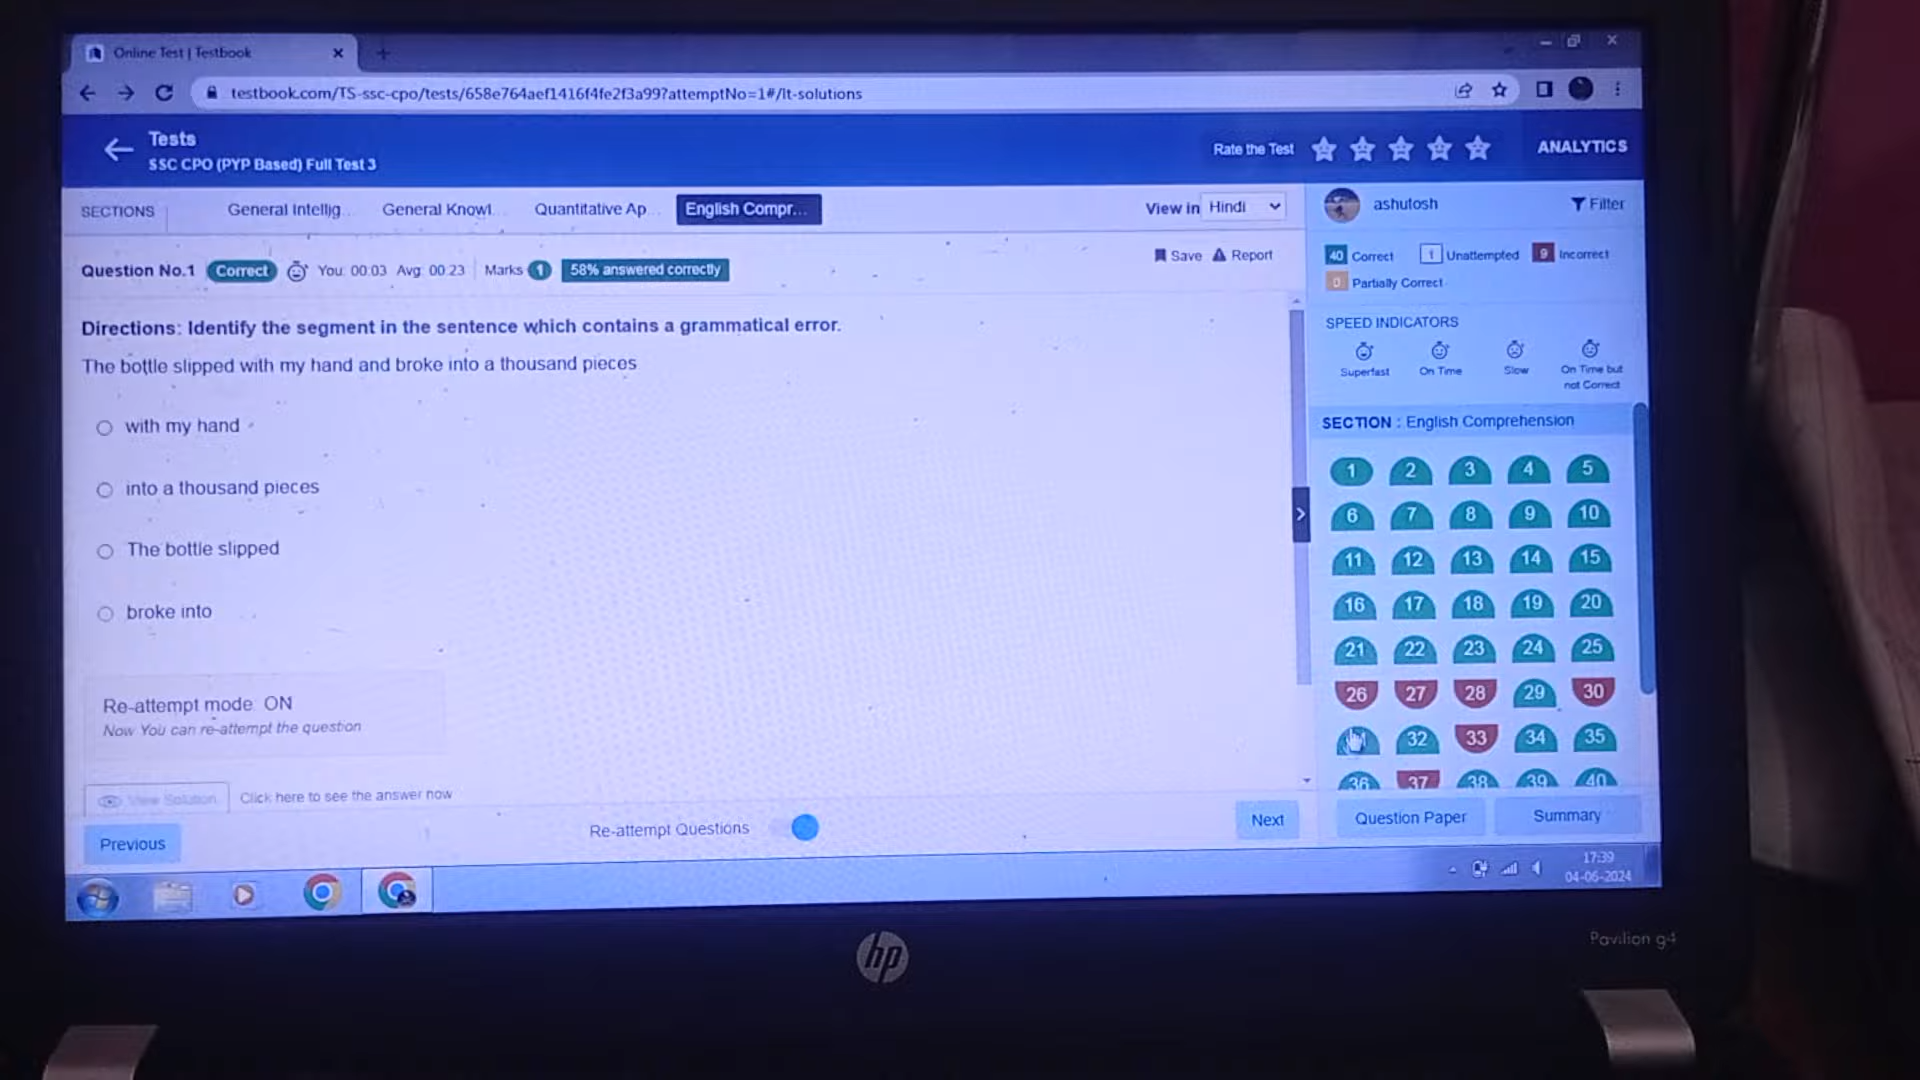 Online Test | Testbook
testbook.com/TS-ssc-cpo/tests/658e764aef1416f4fe2f3a99?attemptNo=1#/lt-solutions
Tests
SSC CPO (PYP Based) Full Test 3
Rate the Test
ANALYTICS
SECTIONS
General Intellig...
General Knowl...
Quantitative Ap...
English Compr...
View in Hindi
ashutosh
Filter
Question No.1 Correct You: 00:03 Avg: 00:23 Marks 1 58% answered correctly
Save Report
40 Correct 1 Unattempted 9 Incorrect
0 Partially Correct
Directions: Identify the segment in the sentence which contains a grammatical error.
The bottle slipped with my hand and broke into a thousand pieces
with my hand
into a thousand pieces
The bottle slipped
broke into
SPEED INDICATORS
Superfast
On Time
Slow
On Time but
not Correct
SECTION : English Comprehension
1 2 3 4 5
6 7 8 9 10
11 12 13 14 15
16 17 18 19 20
21 22 23 24 25
26 27 28 29 30
32 33 34 35
36 37 38 39 40
Re-attempt mode: ON
Now You can re-attempt the question
View Solution Click here to see the answer now
Previous
Re-attempt Questions
Next
Question Paper
Summary
17:39
04-06-2024
hp
Pavilion g4